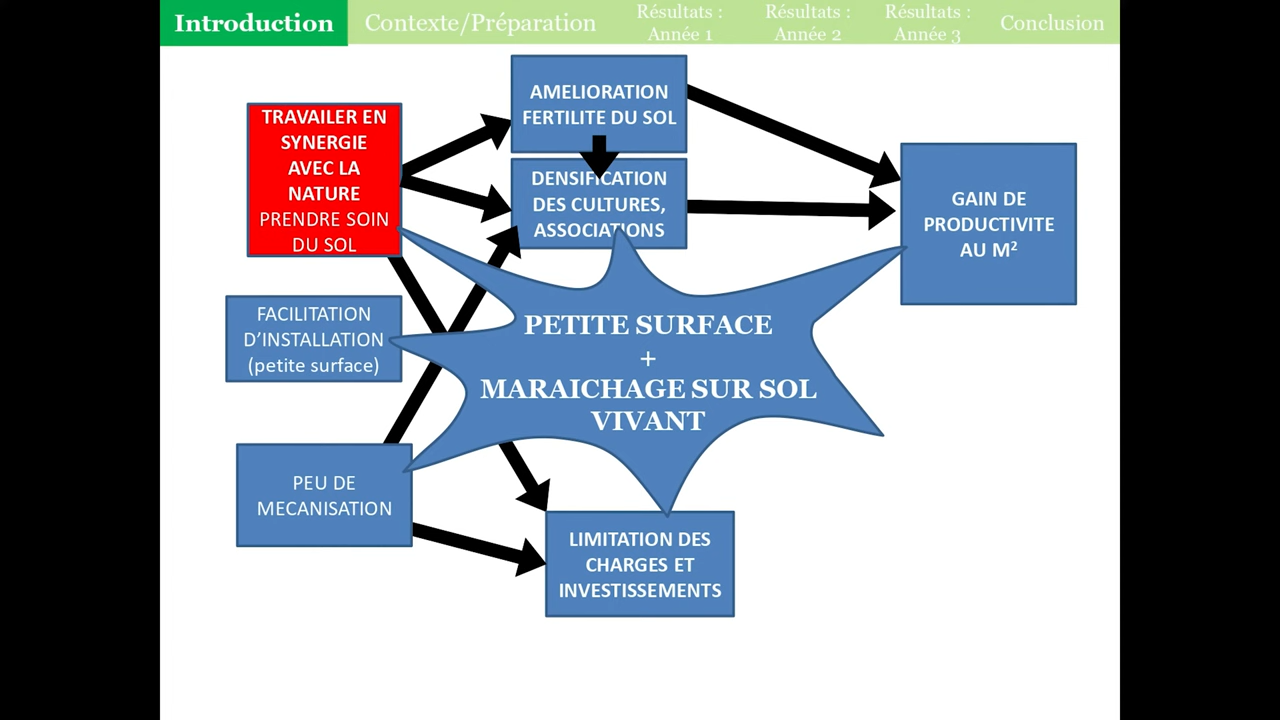 Introduction
Contexte/Préparation
Résultats :
Année 1
Résultats :
Année 2
Résultats :
Année 3
Conclusion
TRAVAILER EN
SYNERGIE
AVEC LA
NATURE
PRENDRE SOIN
DU SOL
AMELIORATION
FERTILITE DU SOL
DENSIFICATION
DES CULTURES,
ASSOCIATIONS
GAIN DE
PRODUCTIVITE
AU M²
FACILITATION
D’INSTALLATION
(petite surface)
PETITE SURFACE
+
MARAICHAGE SUR SOL
VIVANT
PEU DE
MECANISATION
LIMITATION DES
CHARGES ET
INVESTISSEMENTS